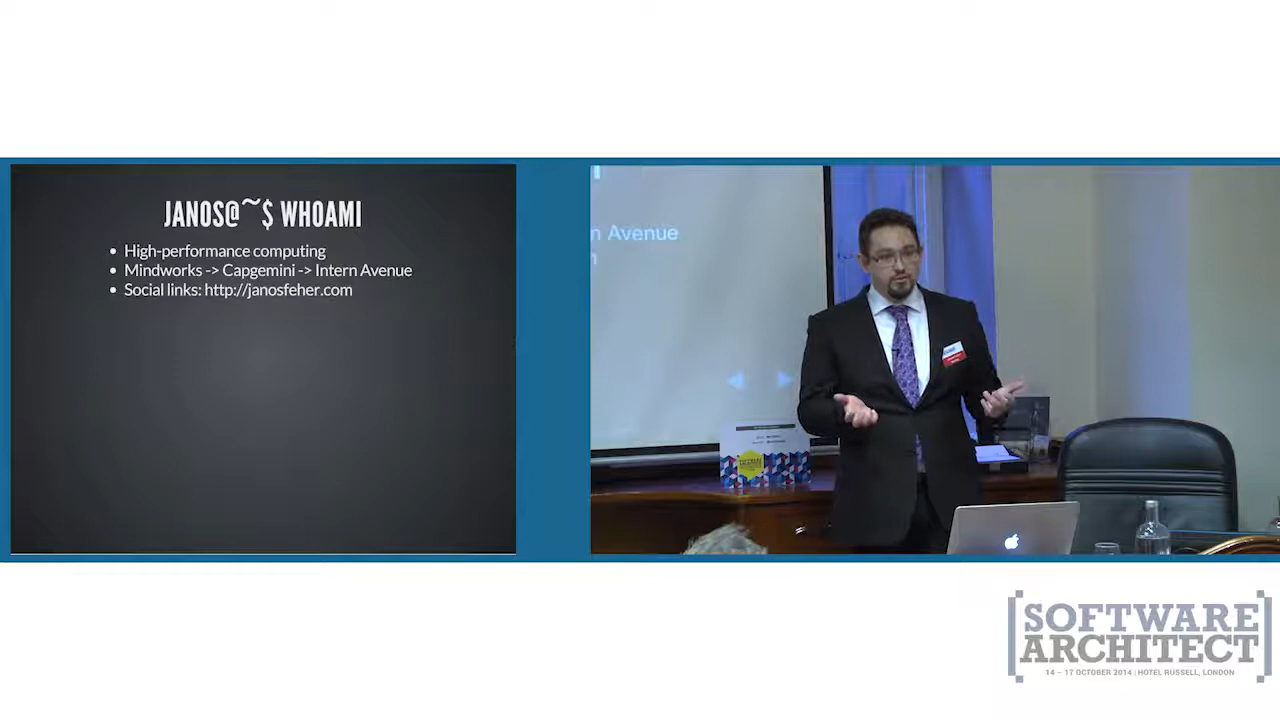 JANOS@~$ WHOAMI
High-performance computing
Mindworks -> Capgemini -> Intern Avenue
Social links: http://janosfeher.com
n Avenue
SOFTWARE
ARCHITECT
14 – 17 OCTOBER 2014 | HOTEL RUSSELL, LONDON